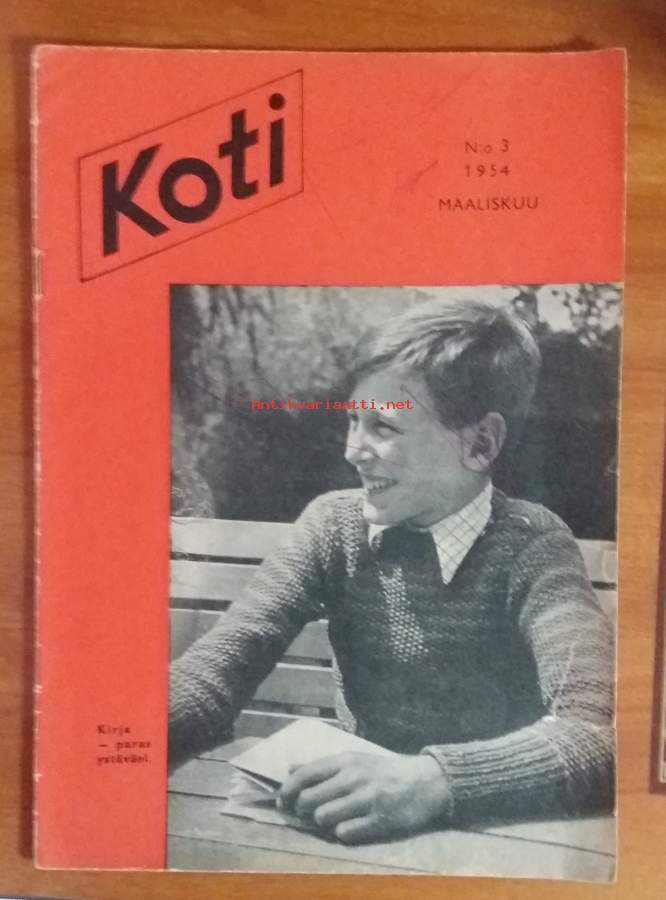 Koti
N:o 3
1954
MAALISKUU
Antikvariaatti.net
Kirja
— paras
ystäväni.